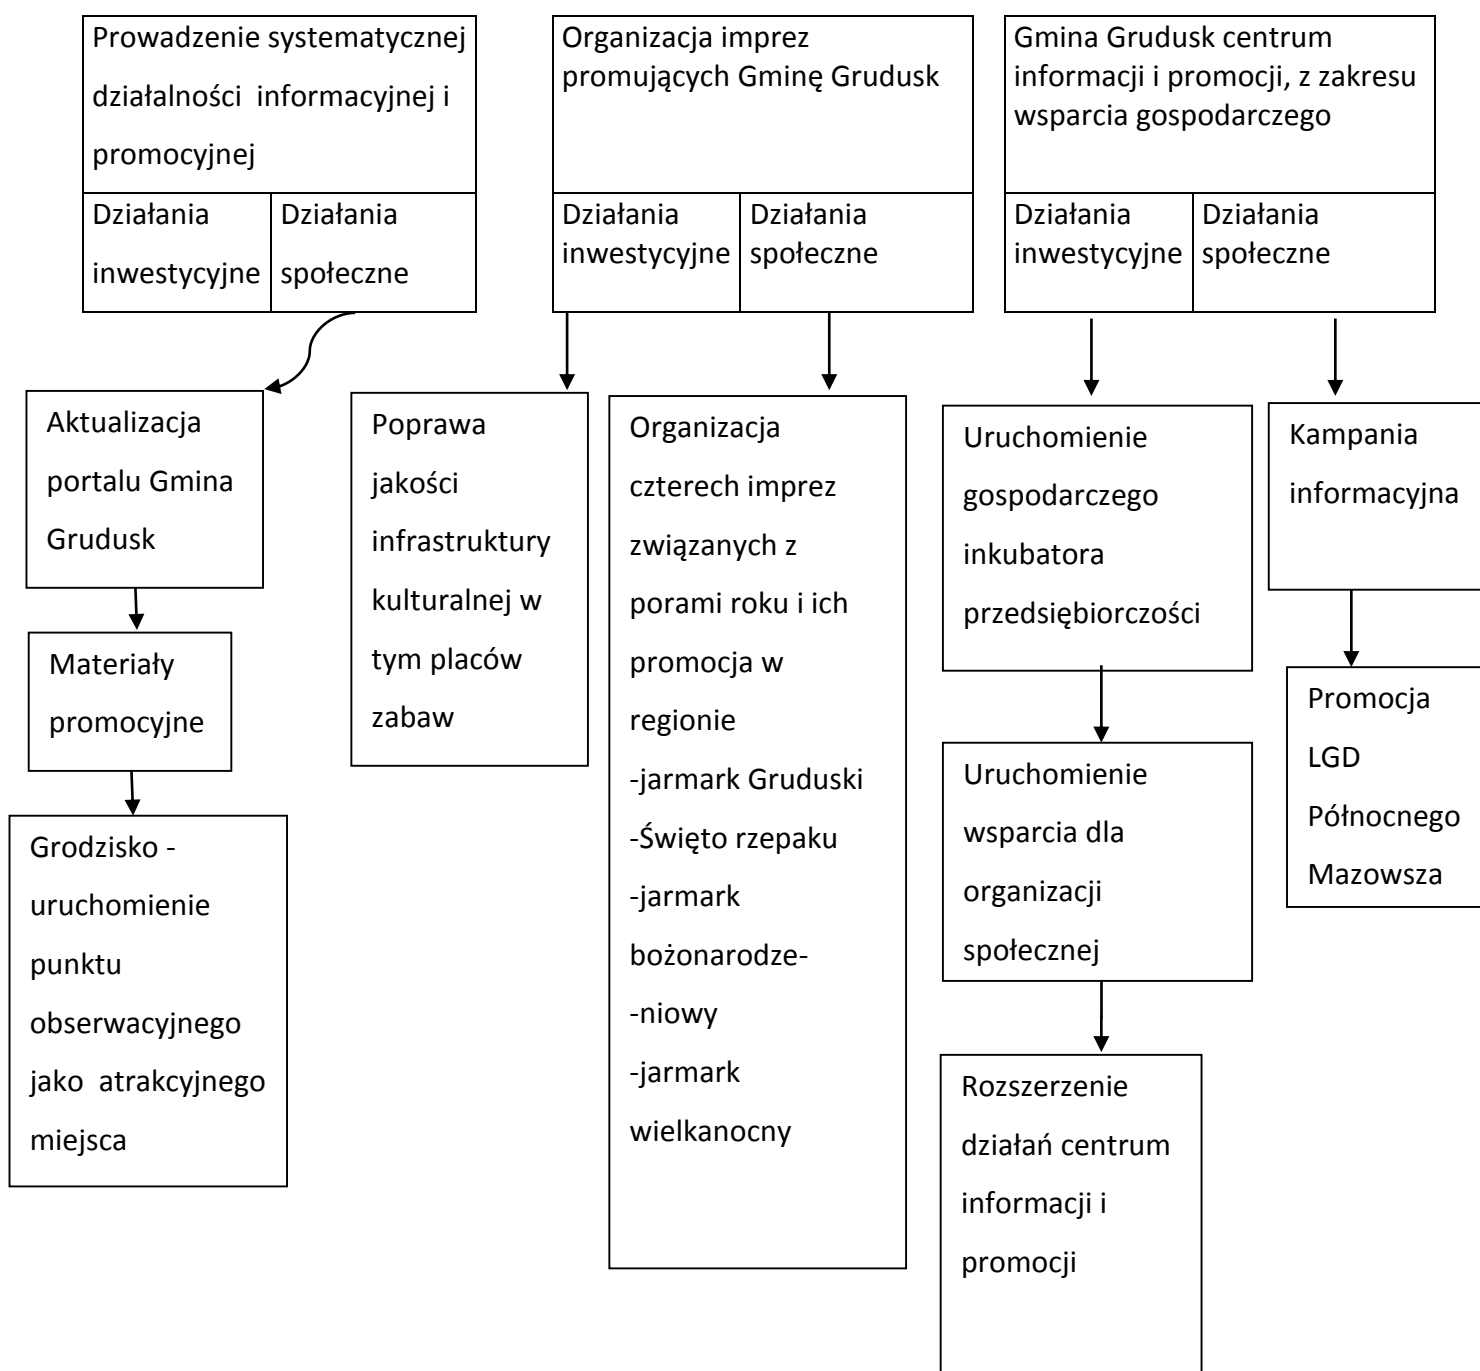 Prowadzenie systematycznej
działalności informacyjnej i
promocyjnej
Działania
inwestycyjne
Działania
społeczne
Organizacja imprez
promujących Gminę Grudusk
Działania
inwestycyjne
Działania
społeczne
Gmina Grudusk centrum
informacji i promocji, z zakresu
wsparcia gospodarczego
Działania
inwestycyjne
Działania
społeczne
Aktualizacja
portalu Gmina
Grudusk
Materiały
promocyjne
Grodzisko -
uruchomienie
punktu
obserwacyjnego
jako atrakcyjnego
miejsca
Poprawa
jakości
infrastruktury
kulturalnej w
tym placów
zabaw
Organizacja
czterech imprez
związanych z
porami roku i ich
promocja w
regionie
-jarmark Gruduski
-Święto rzepaku
-jarmark
bożonarodze-
-niowy
-jarmark
wielkanocny
Uruchomienie
gospodarczego
inkubatora
przedsiębiorczości
Uruchomienie
wsparcia dla
organizacji
społecznej
Rozszerzenie
działań centrum
informacji i
promocji
Kampania
informacyjna
Promocja
LGD
Północnego
Mazowsza